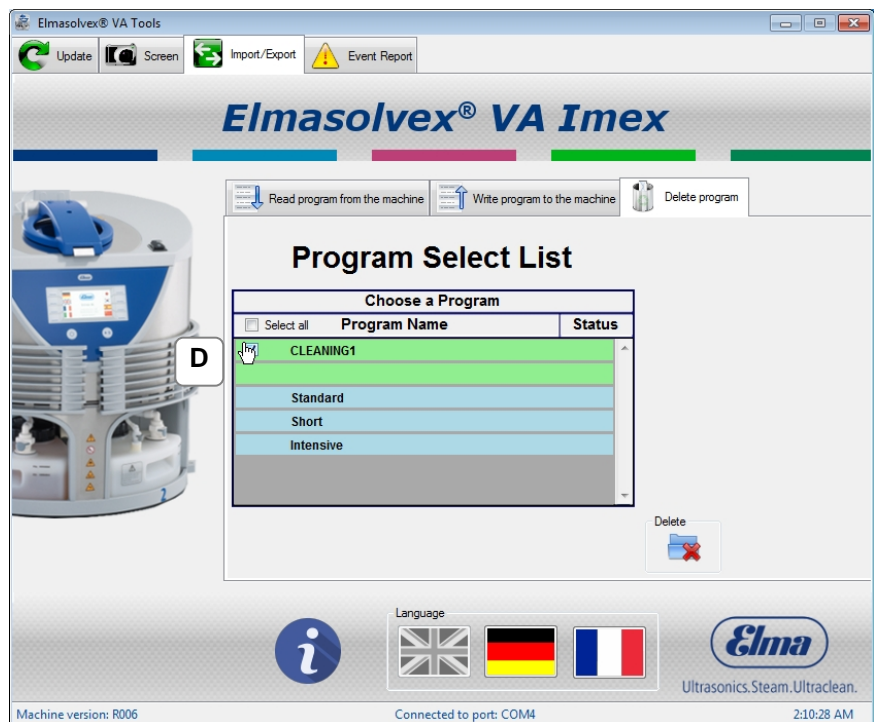 Elmasolvex® VA Tools
Update Screen Import/Export Event Report
Elmasolvex® VA Imex
Read program from the machine Write program to the machine Delete program
Program Select List
Choose a Program
Select all Program Name Status
D
CLEANING1
Standard
Short
Intensive
2
Delete
Language
i
Elma
Ultrasonics.Steam.Ultraclean.
Machine version: R006 Connected to port: COM4 2:10:28 AM